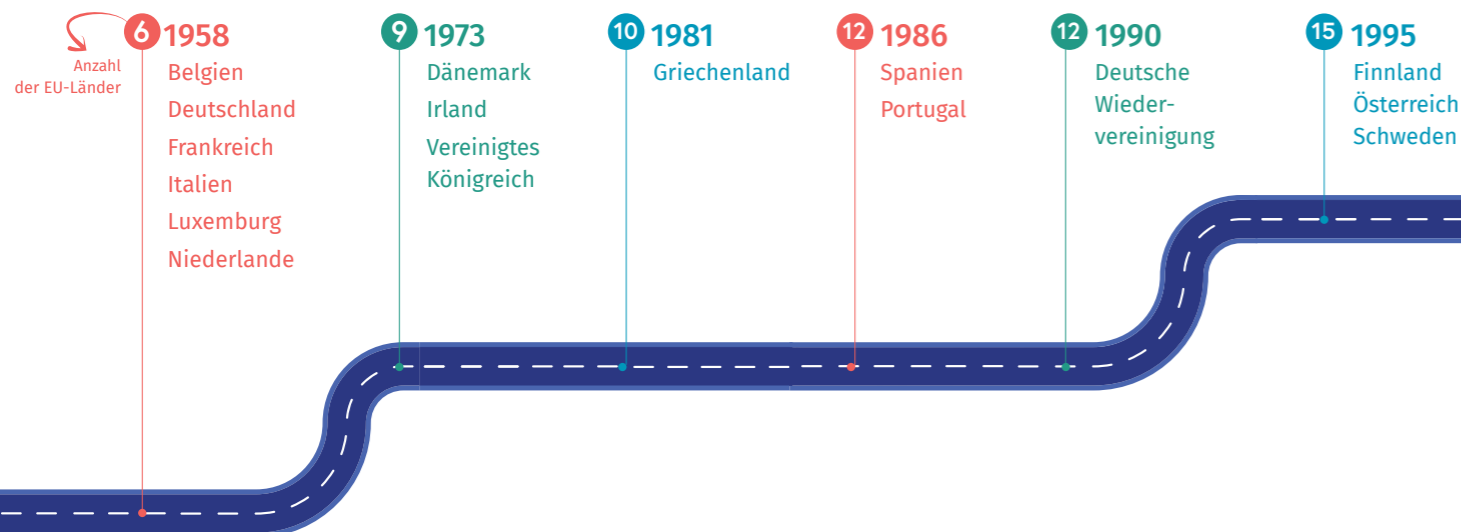 6 1958
Anzahl
der EU-Länder
Belgien
Deutschland
Frankreich
Italien
Luxemburg
Niederlande
9 1973
Dänemark
Irland
Vereinigtes
Königreich
10 1981
Griechenland
12 1986
Spanien
Portugal
12 1990
Deutsche
Wieder-
vereinigung
15 1995
Finnland
Österreich
Schweden